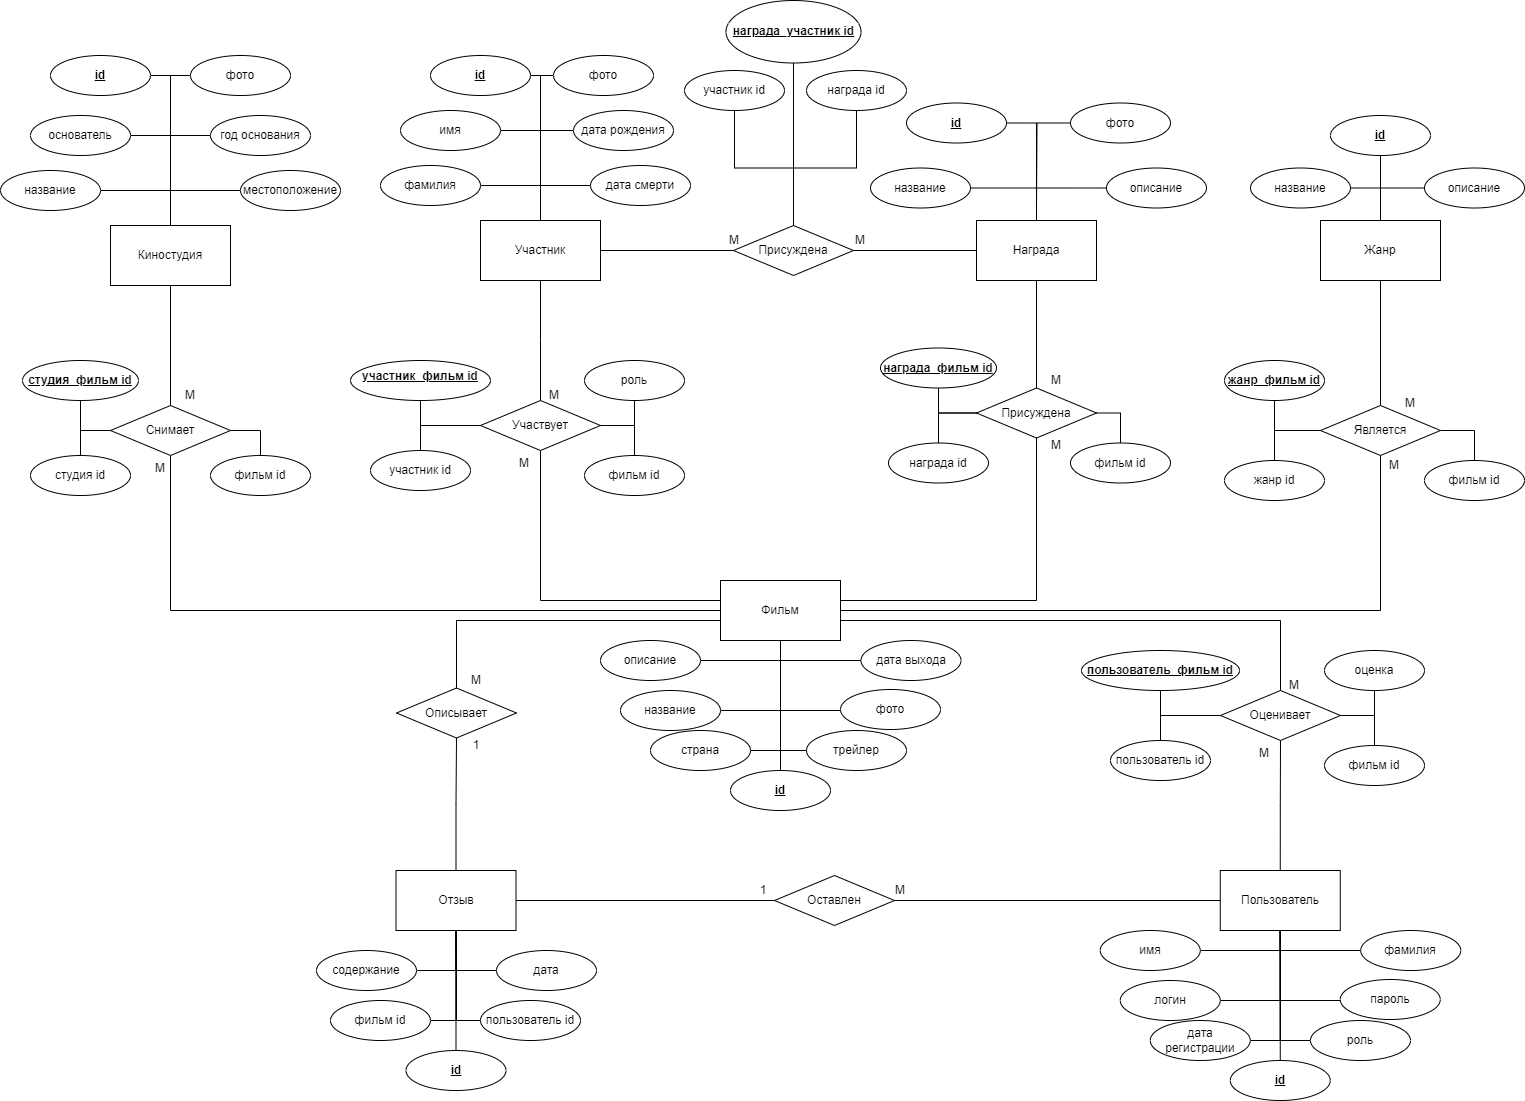 награда_участник id
id
фото
id
фото
участник id
награда id
id
фото
основатель
год основания
имя
дата рождения
id
название
местоположение
фамилия
дата смерти
название
описание
название
описание
Киностудия
Участник
М
Присуждена
М
Награда
Жанр
студия_фильм id
М
участник_фильм id
роль
М
награда_фильм id
М
жанр_фильм id
М
Снимает
Участвует
Присуждена
Является
М
студия id
фильм id
М
участник id
фильм id
М
награда id
фильм id
М
жанр id
фильм id
Фильм
описание
дата выхода
пользователь_фильм id
оценка
М
М
название
фото
Описывает
Оценивает
1
страна
трейлер
М
пользователь id
фильм id
id
Отзыв
1
Оставлен
М
Пользователь
содержание
дата
имя
фамилия
фильм id
пользователь id
логин
пароль
дата
регистрации
роль
id
id